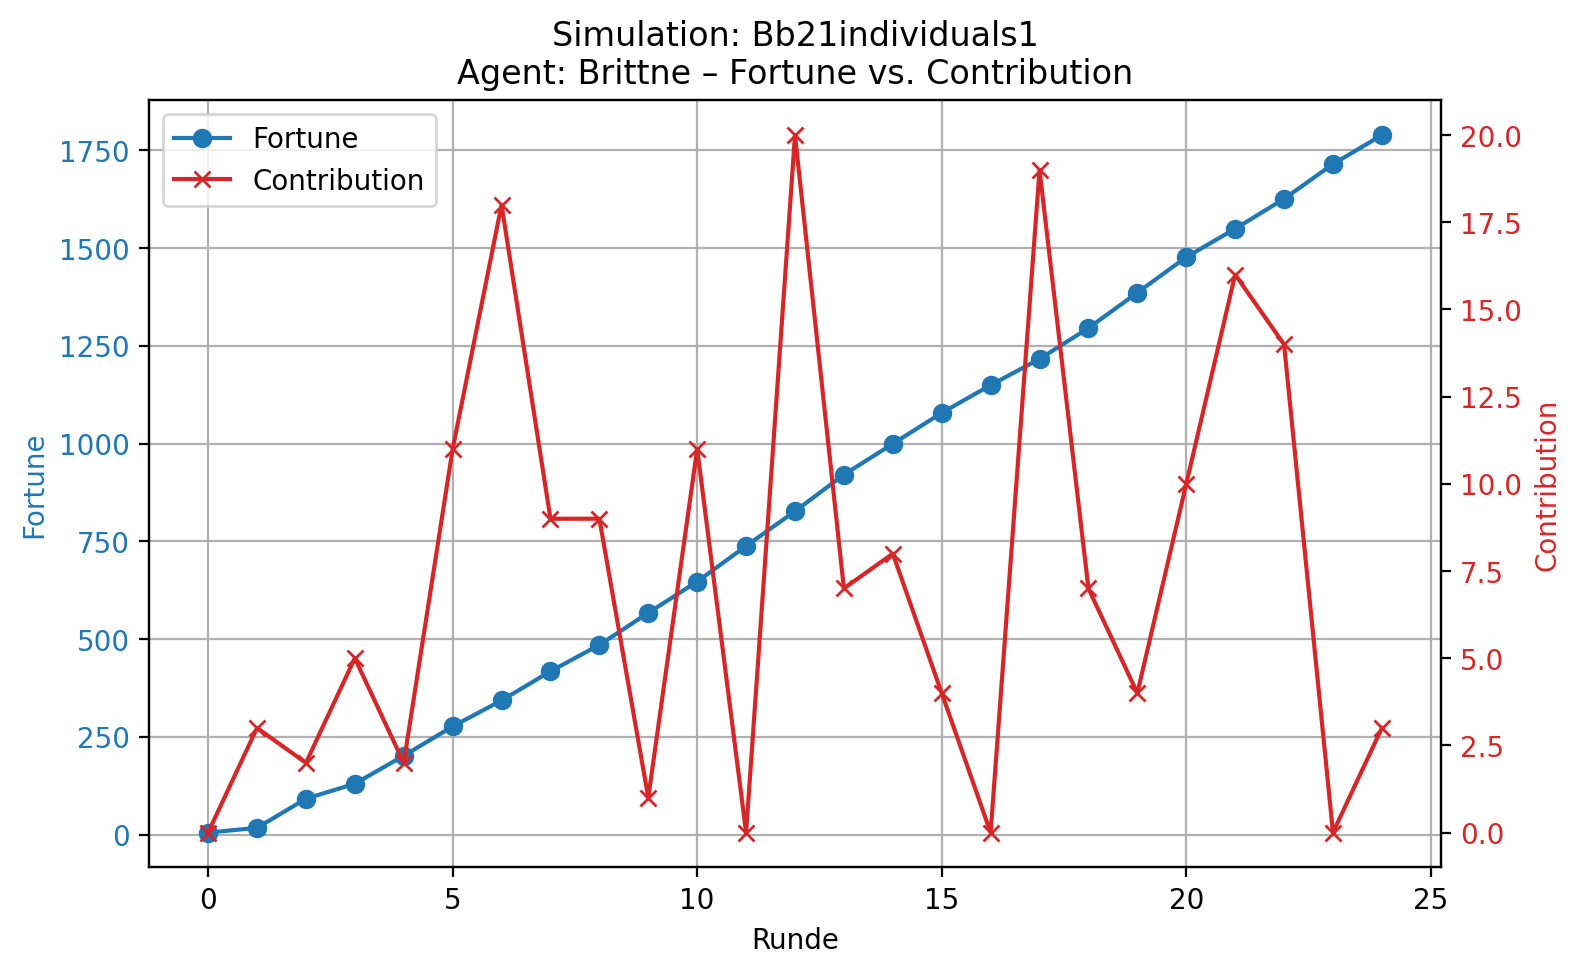 Simulation: Bb21individuals1
Agent: Brittne – Fortune vs. Contribution
Fortune
Contribution
1750
1500
1250
1000
750
500
250
0
Fortune
20.0
17.5
15.0
12.5
10.0
7.5
5.0
2.5
0.0
Contribution
0 5 10 15 20 25
Runde